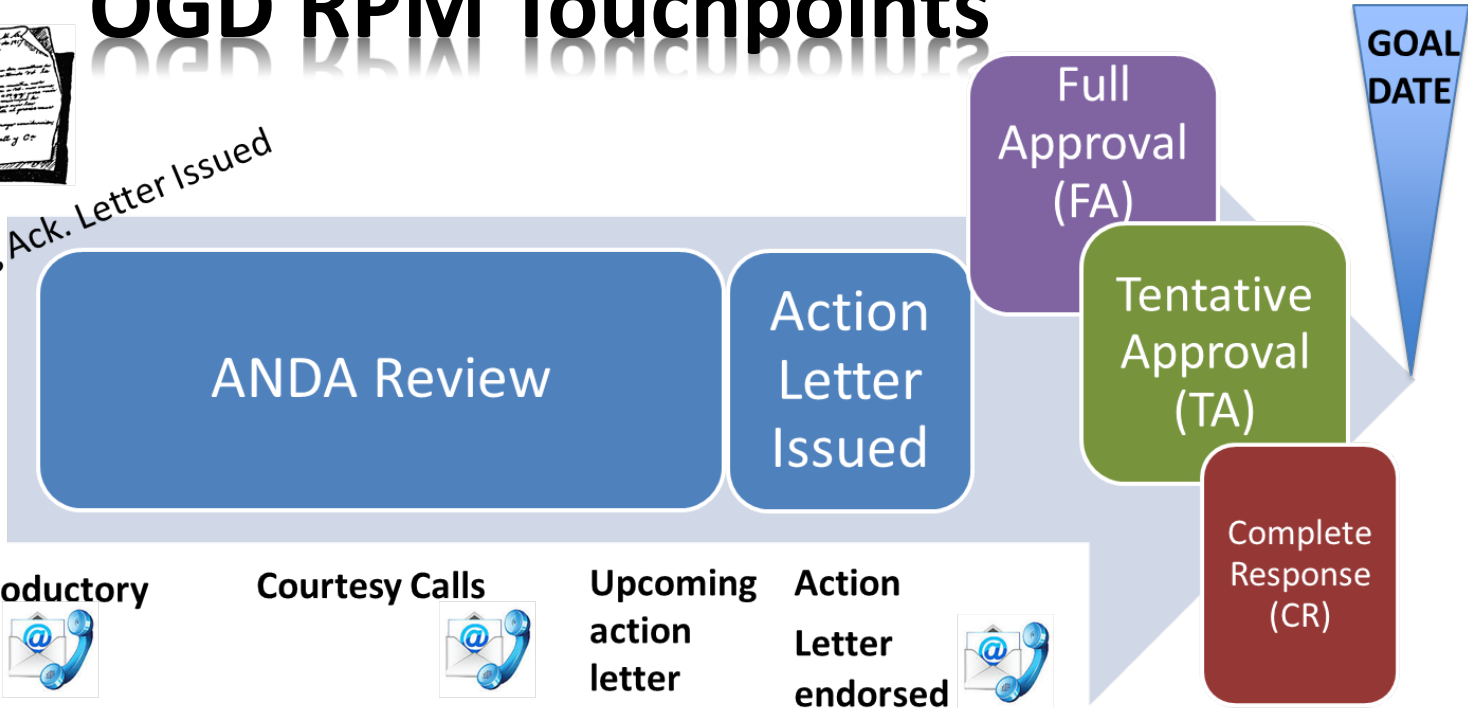 OGD RPM Touchpoints
GOAL
DATE
Full
Approval
(FA)
Ack. Letter Issued
ANDA Review
Action
Letter
Issued
Tentative
Approval
(TA)
Complete
Response
(CR)
oductory
Courtesy Calls
Upcoming
action
letter
Action
Letter
endorsed